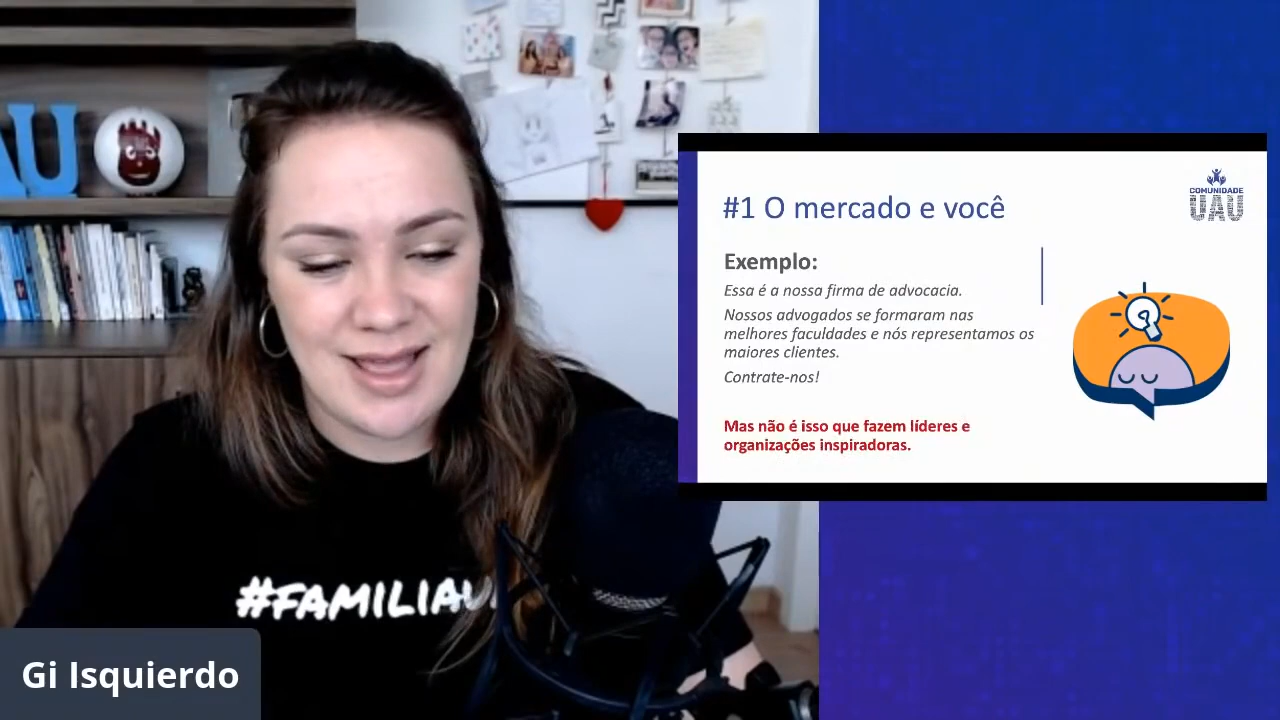 AU
#FAMILIAU
Gi Isquierdo
#1 O mercado e você
COMUNIDADE
UAU
Exemplo:
Essa é a nossa firma de advocacia.
Nossos advogados se formaram nas
melhores faculdades e nós representamos os
maiores clientes.
Contrate-nos!
Mas não é isso que fazem líderes e
organizações inspiradoras.